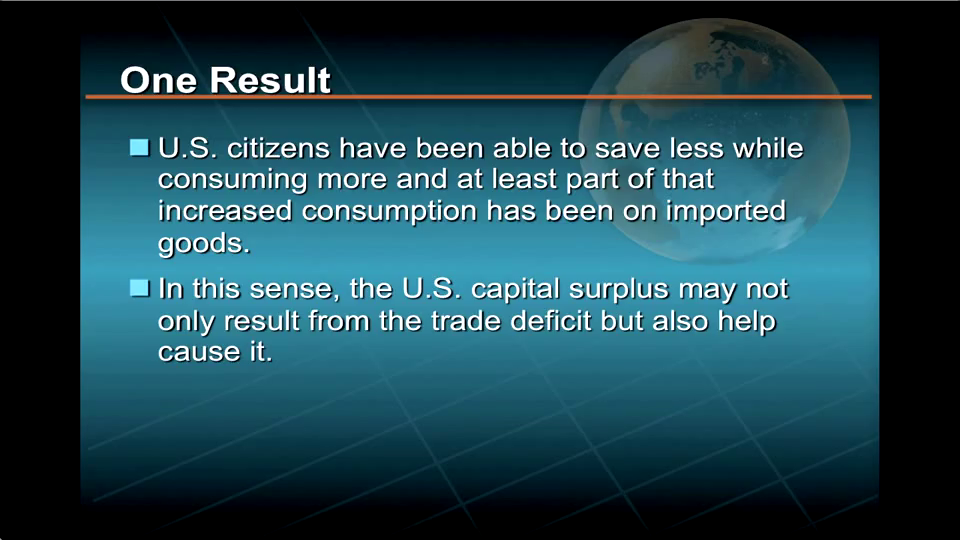 One Result
U.S. citizens have been able to save less while
consuming more and at least part of that
increased consumption has been on imported
goods.
In this sense, the U.S. capital surplus may not
only result from the trade deficit but also help
cause it.